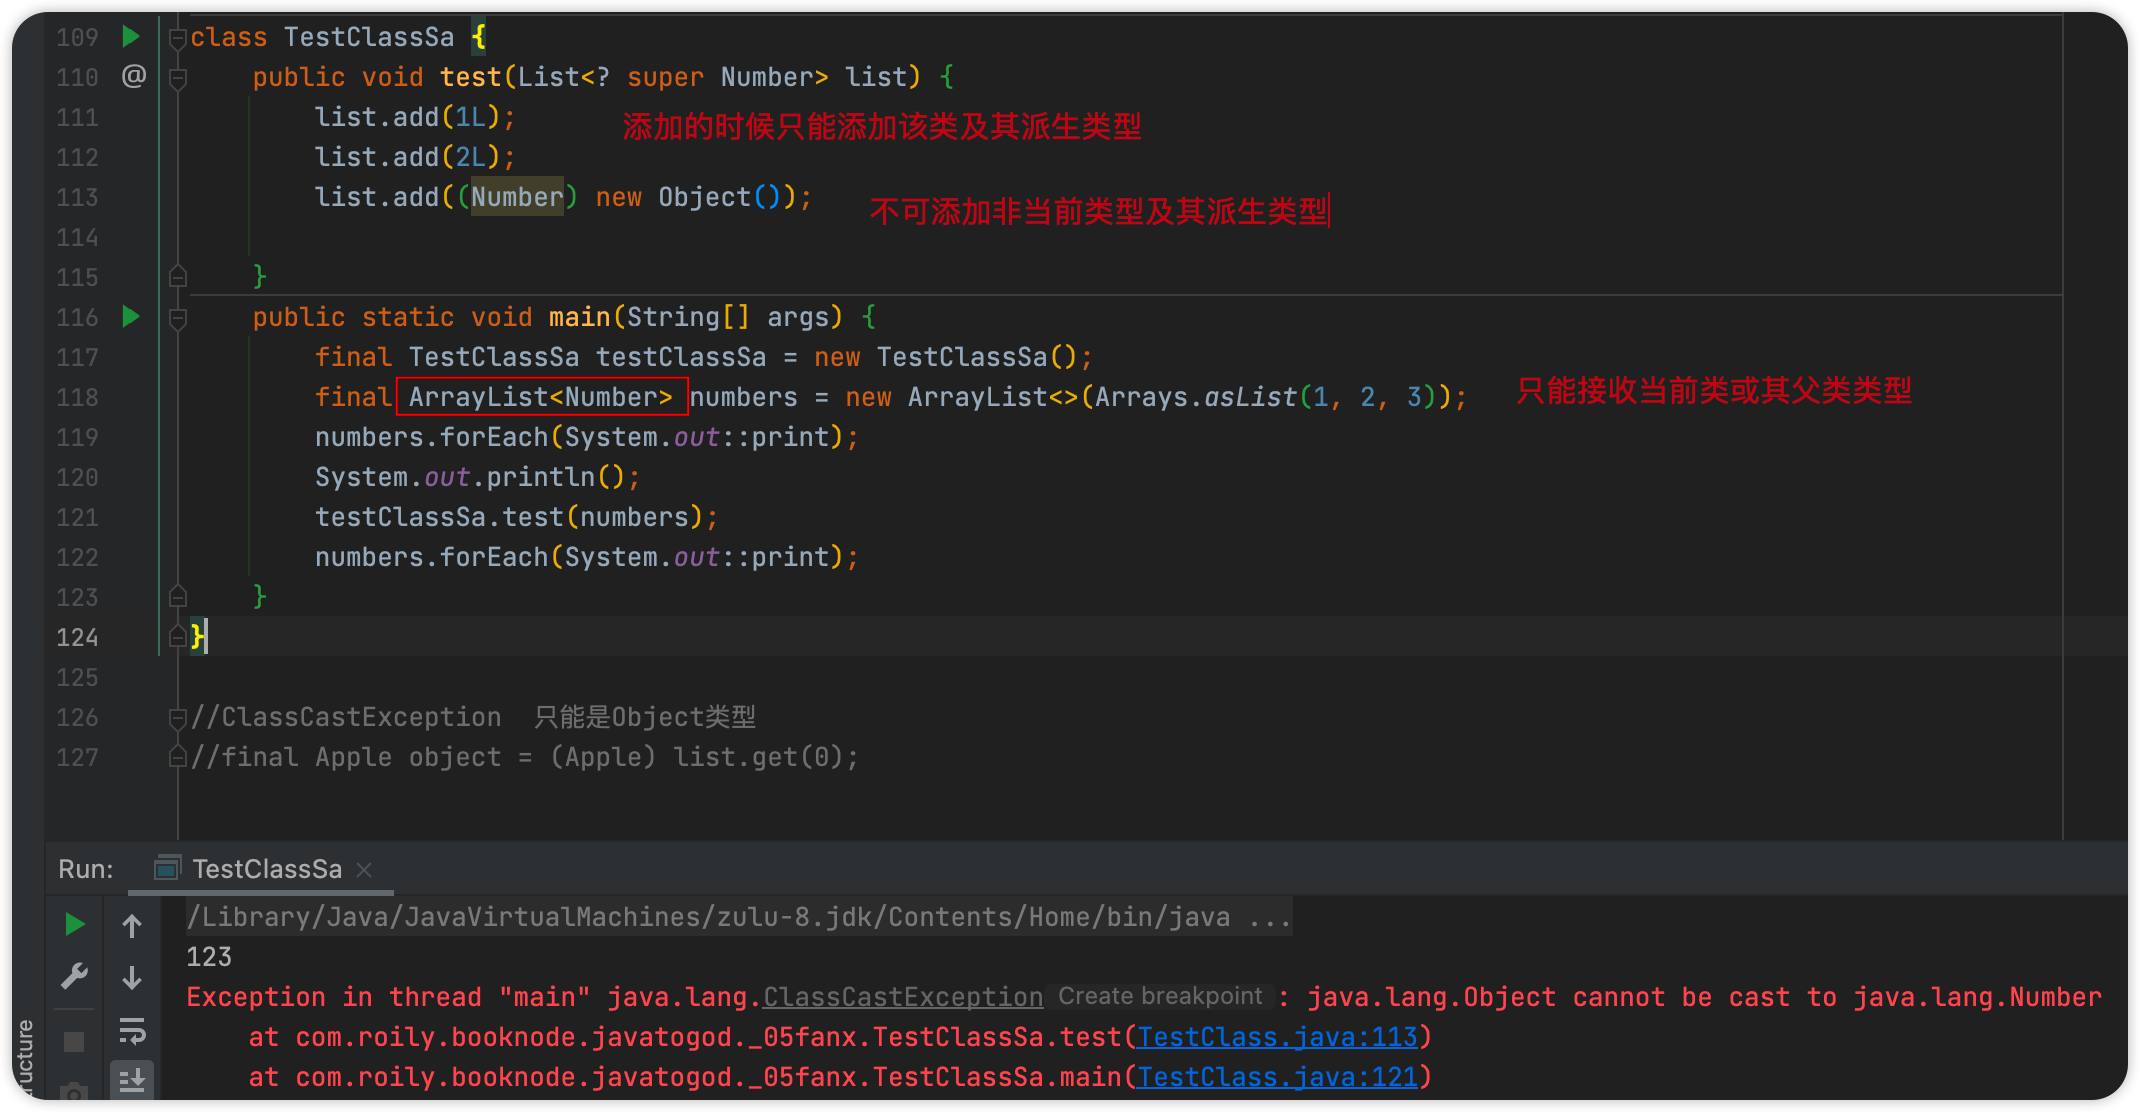 109 class TestClassSa {
110 @ public void test(List<? super Number> list) {
111 list.add(1L);
添加的时候只能添加该类及其派生类型
112 list.add(2L);
113 list.add((Number) new Object());
不可添加非当前类型及其派生类型
114
115 }
116 public static void main(String[] args) {
117 final TestClassSa testClassSa = new TestClassSa();
118 final ArrayList<Number> numbers = new ArrayList<>(Arrays.asList(1, 2, 3));
只能接收当前类或其父类类型
119 numbers.forEach(System.out::print);
120 System.out.println();
121 testClassSa.test(numbers);
122 numbers.forEach(System.out::print);
123 }
124 }
125
126 //ClassCastException  只能是Object类型
127 //final Apple object = (Apple) list.get(0);
Run: TestClassSa ×
/Library/Java/JavaVirtualMachines/zulu-8.jdk/Contents/Home/bin/java ...
123
Exception in thread "main" java.lang.ClassCastException Create breakpoint : java.lang.Object cannot be cast to java.lang.Number
at com.roily.booknode.javatogod._05fanx.TestClassSa.test(TestClass.java:113)
at com.roily.booknode.javatogod._05fanx.TestClassSa.main(TestClass.java:121)